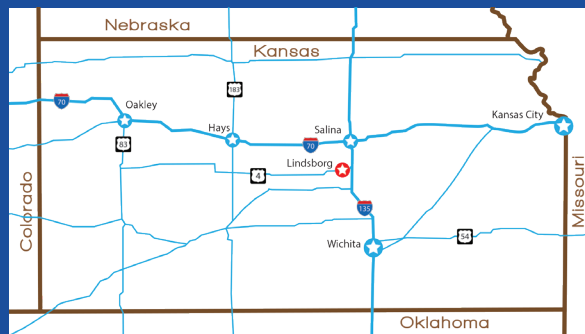 Nebraska
Kansas
183
70
Oakley
Kansas City
Hays
Salina
83
70
Lindsborg
4
Colorado
Missouri
135
54
Wichita
Oklahoma